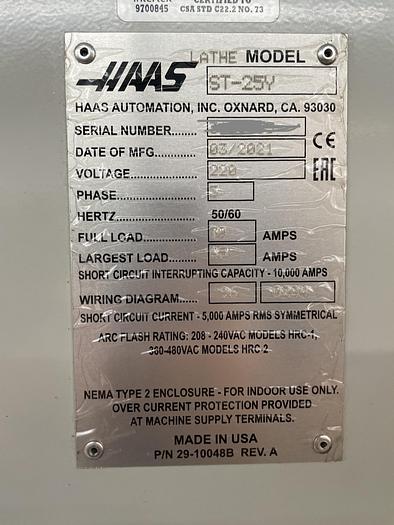 CERTIFIED TO
9700845 CSA STD C22.2 NO. 73
HAAS LATHE MODEL
ST-25Y
HAAS AUTOMATION, INC. OXNARD, CA. 93030
SERIAL NUMBER.......
DATE OF MFG.......... 03/2021 CE
VOLTAGE................ 220 EAC
PHASE....................
HERTZ 50/60
FULL LOAD............. AMPS
LARGEST LOAD....... AMPS
SHORT CIRCUIT INTERRUPTING CAPACITY - 10,000 AMPS
WIRING DIAGRAM......
SHORT CIRCUIT CURRENT - 5,000 AMPS RMS SYMMETRICAL
ARC FLASH RATING: 208 - 240VAC MODELS HRC-1,
380-480VAC MODELS HRC 2
NEMA TYPE 2 ENCLOSURE - FOR INDOOR USE ONLY.
OVER CURRENT PROTECTION PROVIDED
AT MACHINE SUPPLY TERMINALS.
MADE IN USA
P/N 29-10048B REV. A